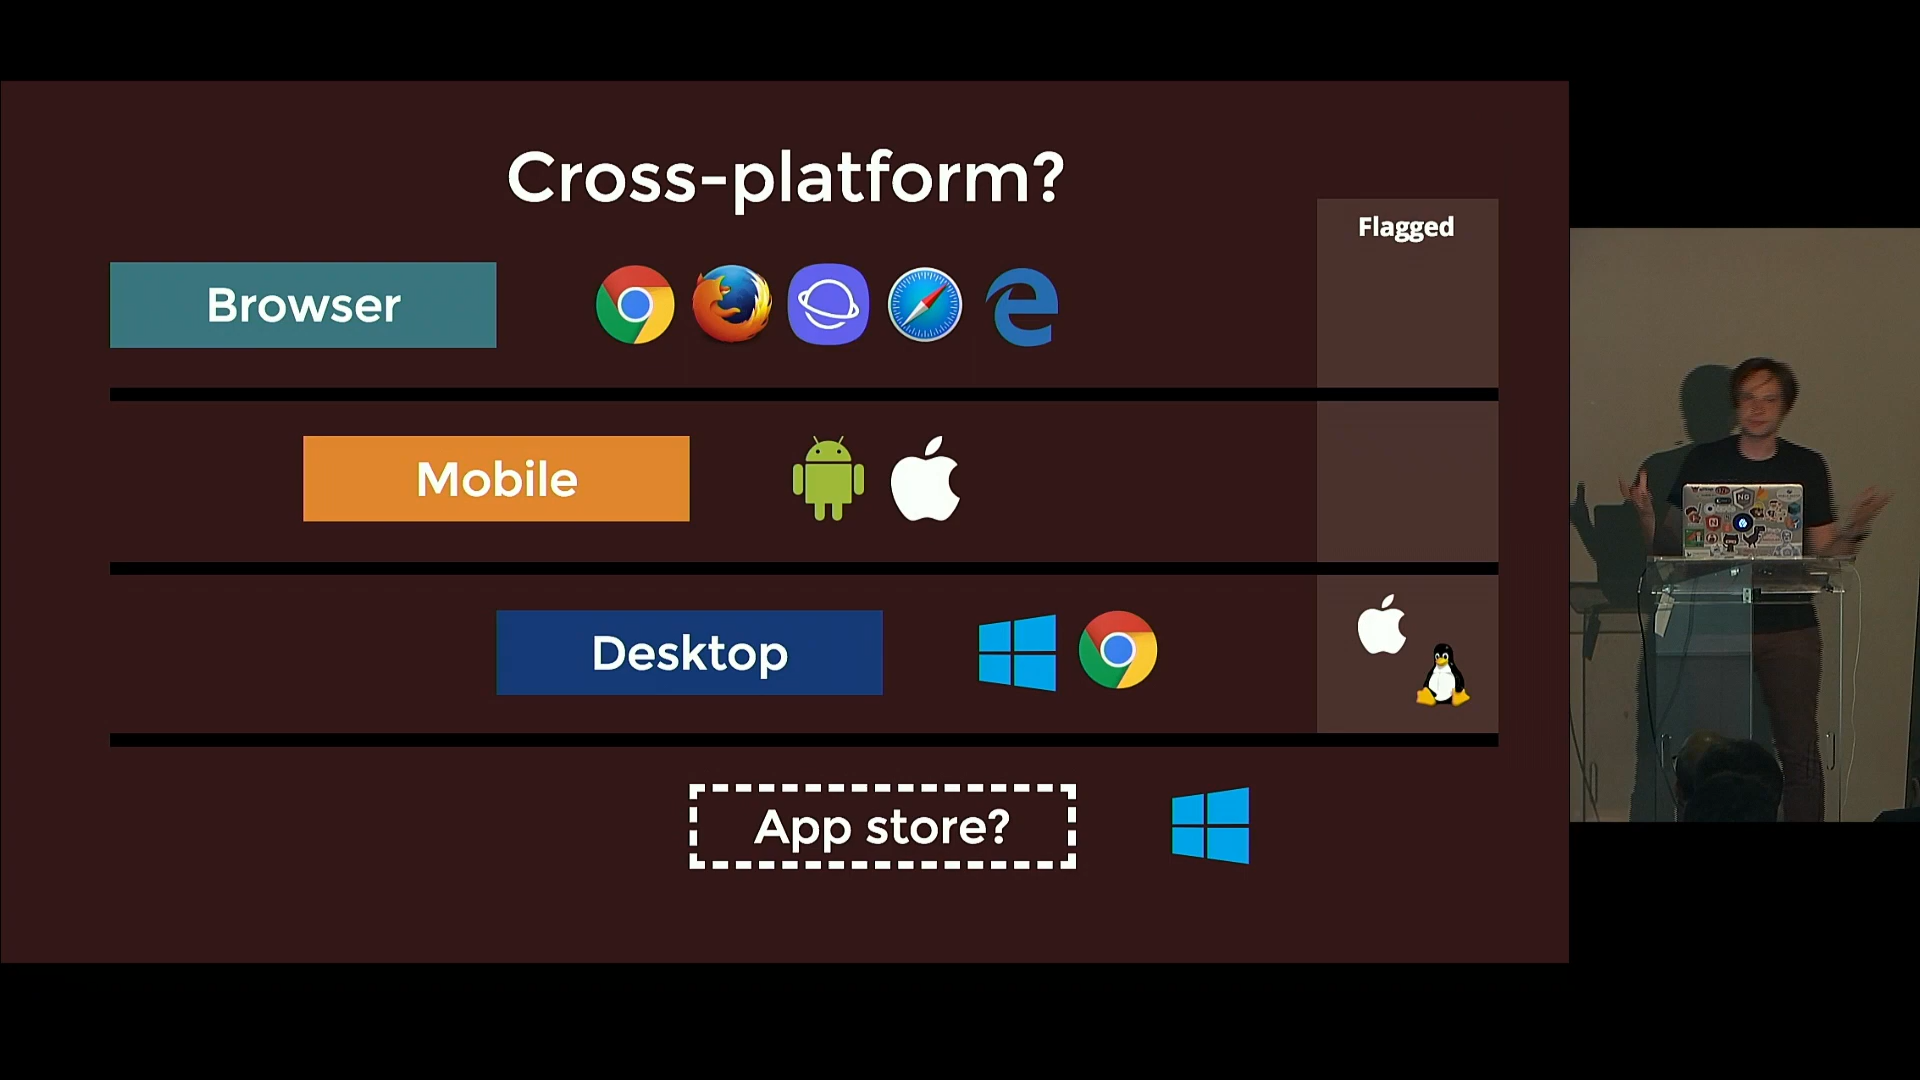 Cross-platform?
Flagged
Browser
Mobile
Desktop
App store?